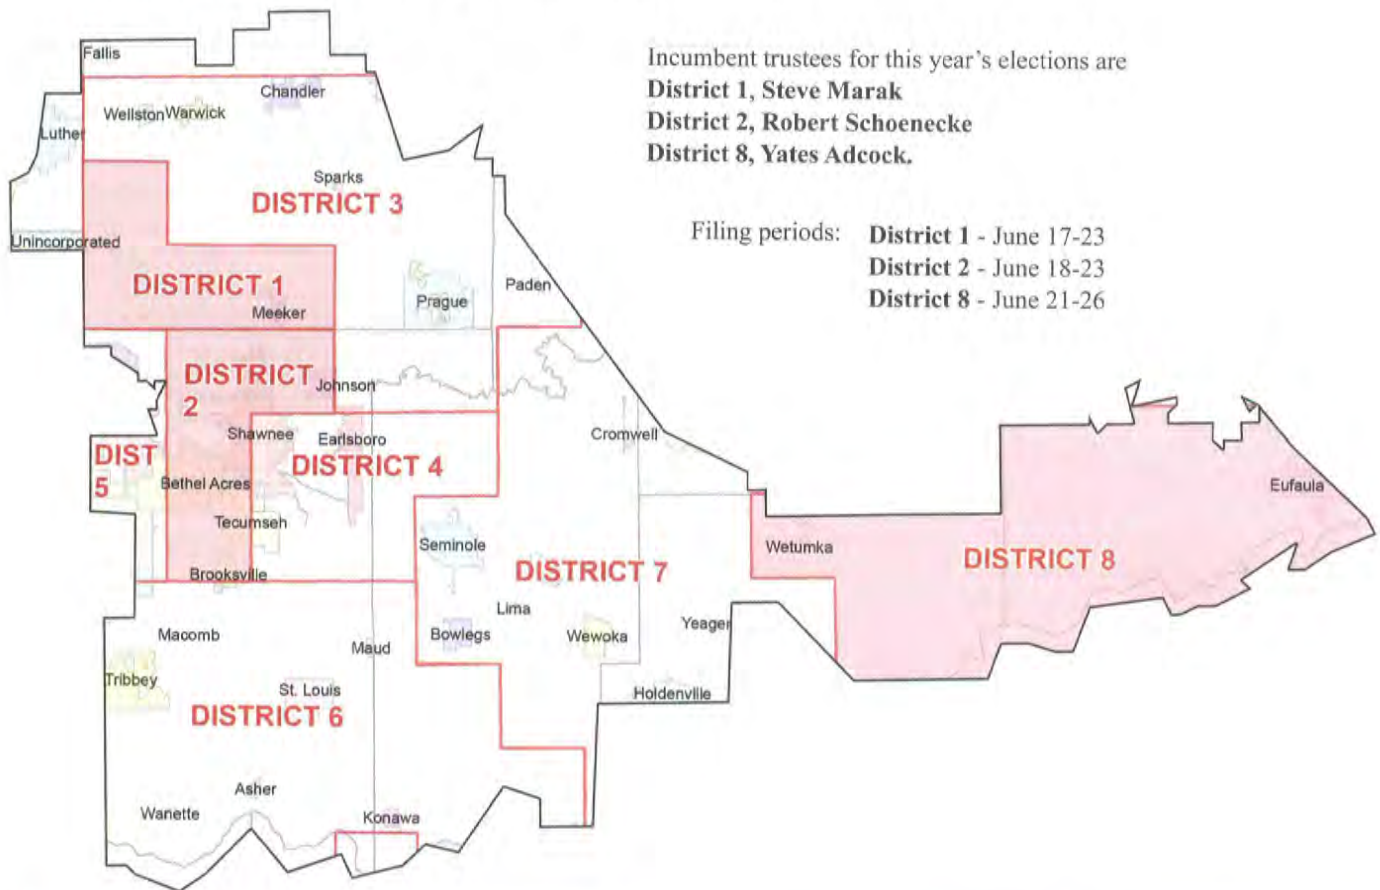 Incumbent trustees for this year's elections are
District 1, Steve Marak
District 2, Robert Schoenecke
District 8, Yates Adcock.
Filing periods: District 1 - June 17-23
District 2 - June 18-23
District 8 - June 21-26
Fallis
Chandler
Wellston Warwick
Luther
Sparks
DISTRICT 3
Unincorporated
DISTRICT 1
Meeker
Prague
Paden
DISTRICT
2
Johnson
Shawnee
Earlsboro
Cromwell
DIST
5
DISTRICT 4
Bethel Acres
Eufaula
Tecumseh
Seminole
Wetumka
DISTRICT 8
Brooksville
DISTRICT 7
Lima
Macomb
Bowlegs
Wewoka
Yeager
Maud
Tribbey
St. Louis
Holdenville
DISTRICT 6
Asher
Wanette
Konawa